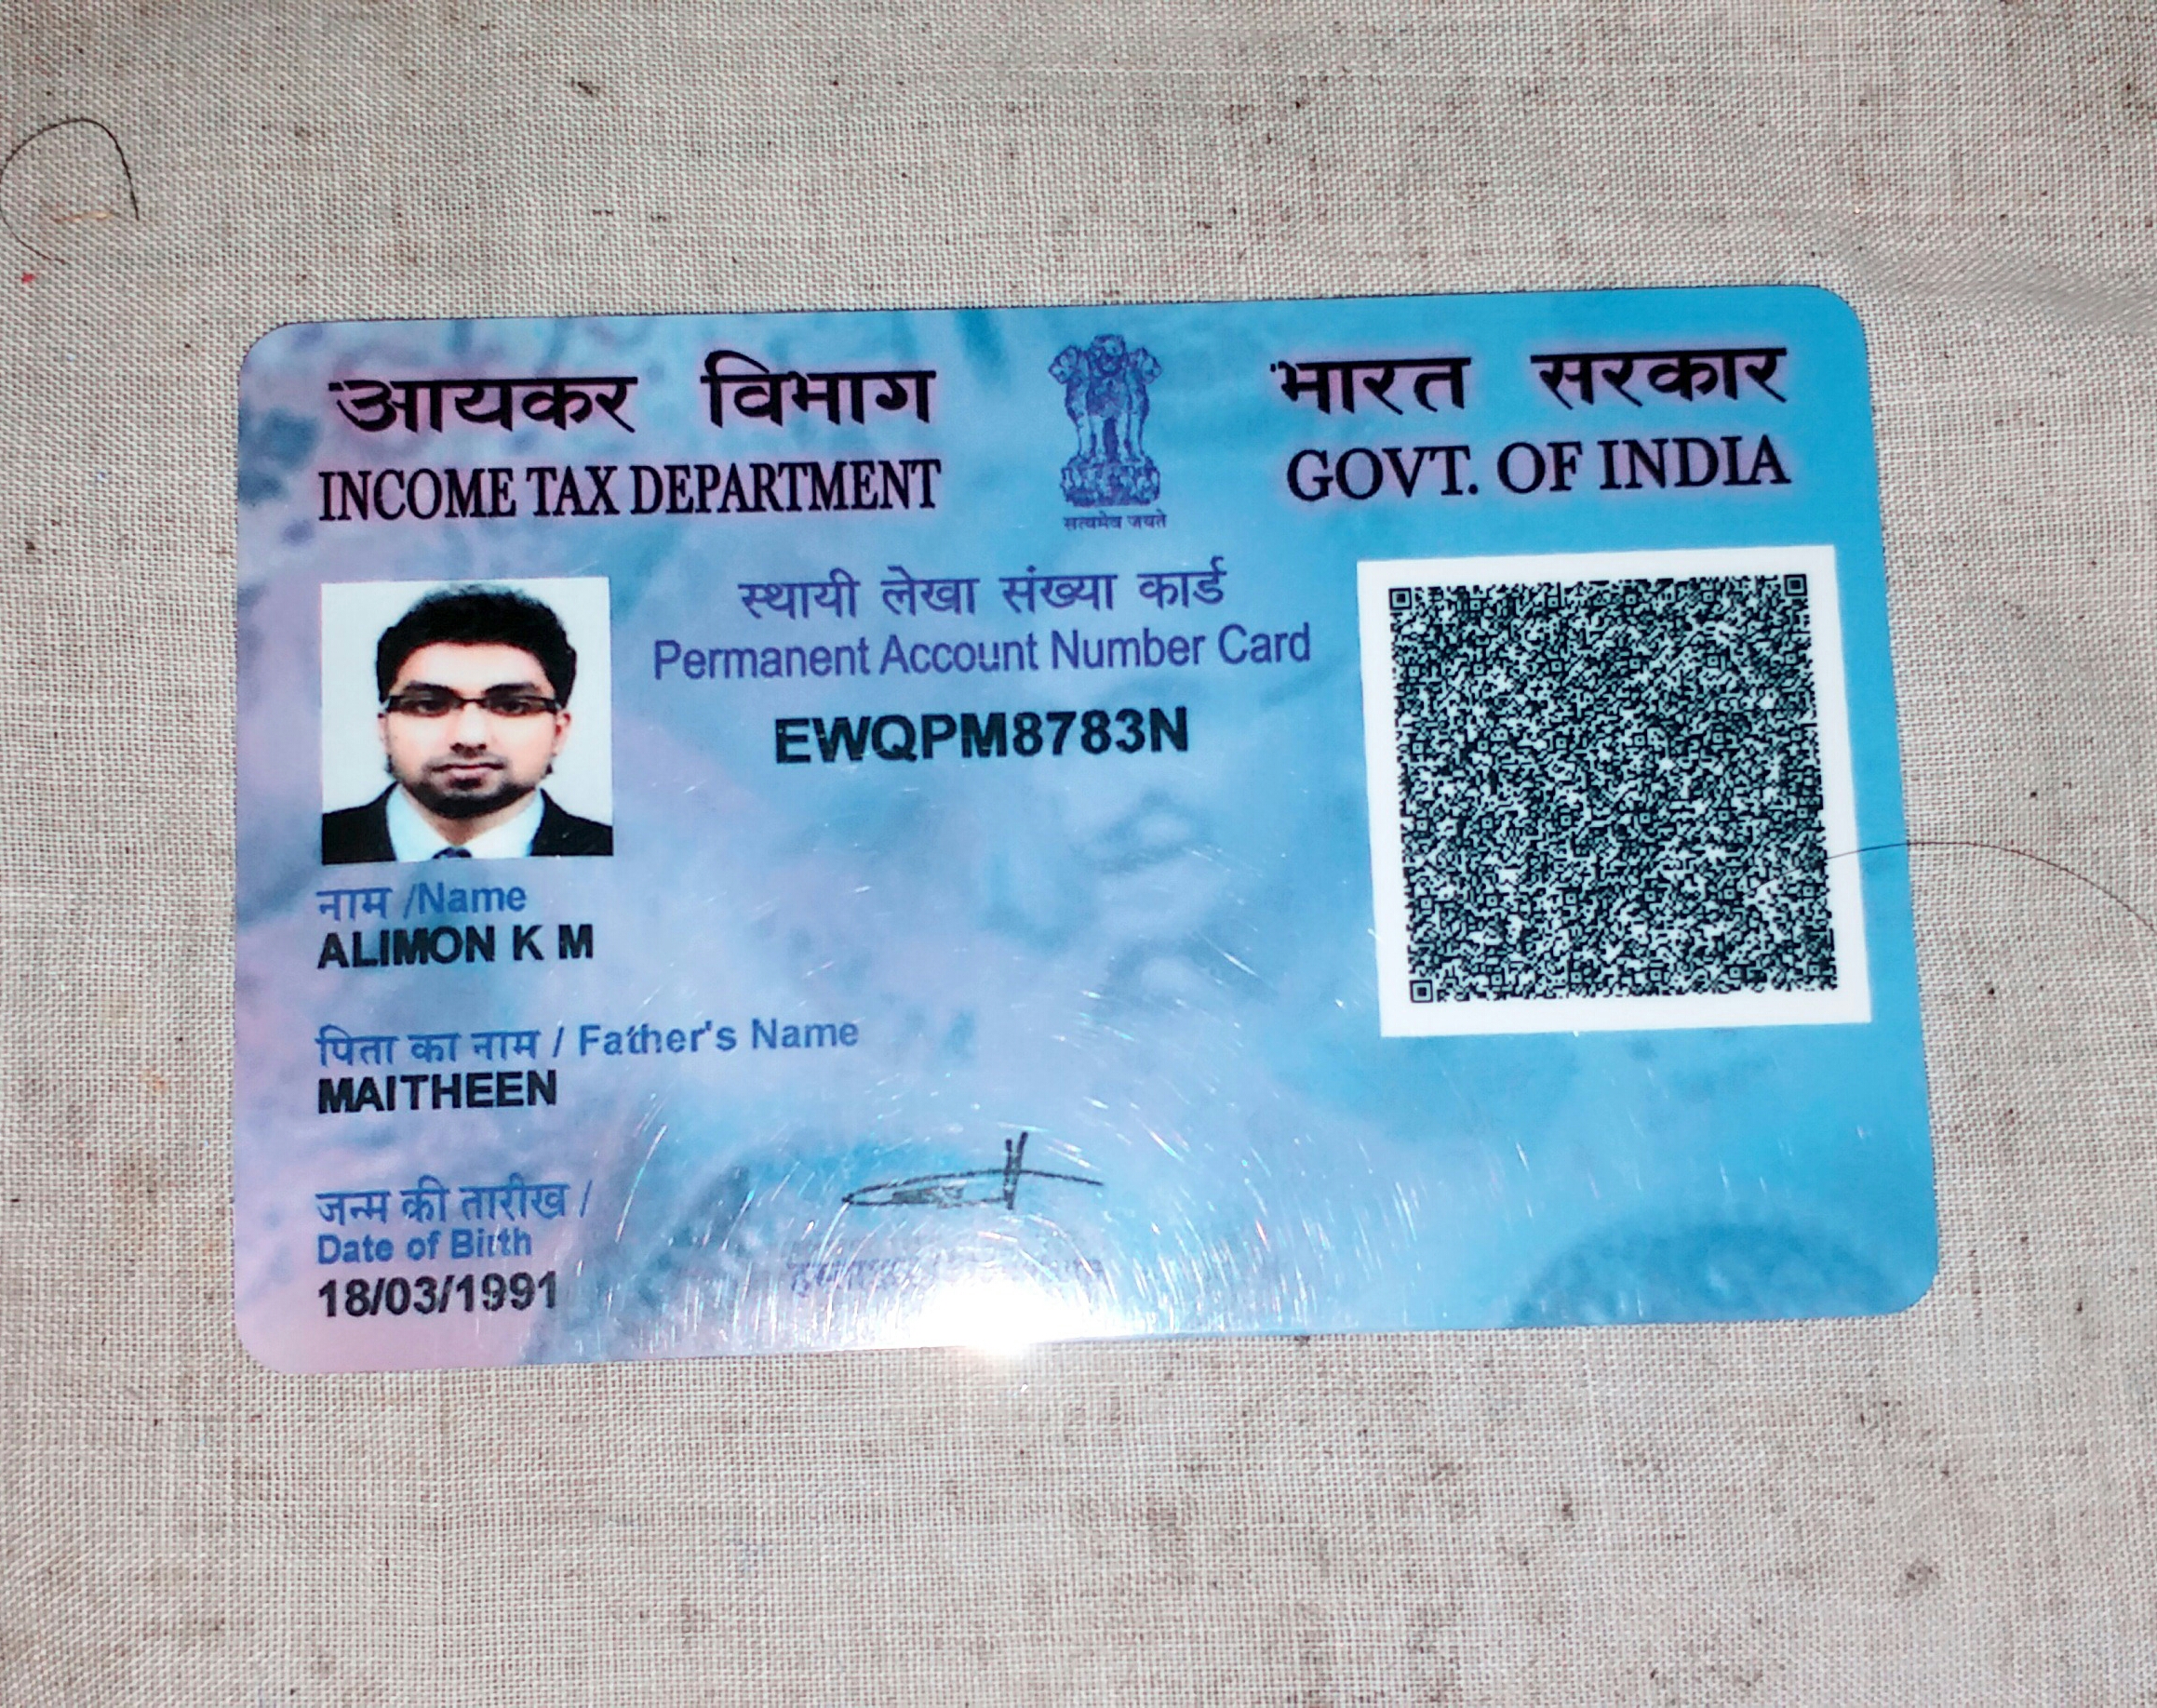 आयकर विभाग
INCOME TAX DEPARTMENT
सत्यमेव जयते
भारत सरकार
GOVT. OF INDIA
स्थायी लेखा संख्या कार्ड
Permanent Account Number Card
EWQPM8783N
नाम /Name
ALIMON K M
पिता का नाम / Father's Name
MAITHEEN
जन्म की तारीख /
Date of Birth
18/03/1991